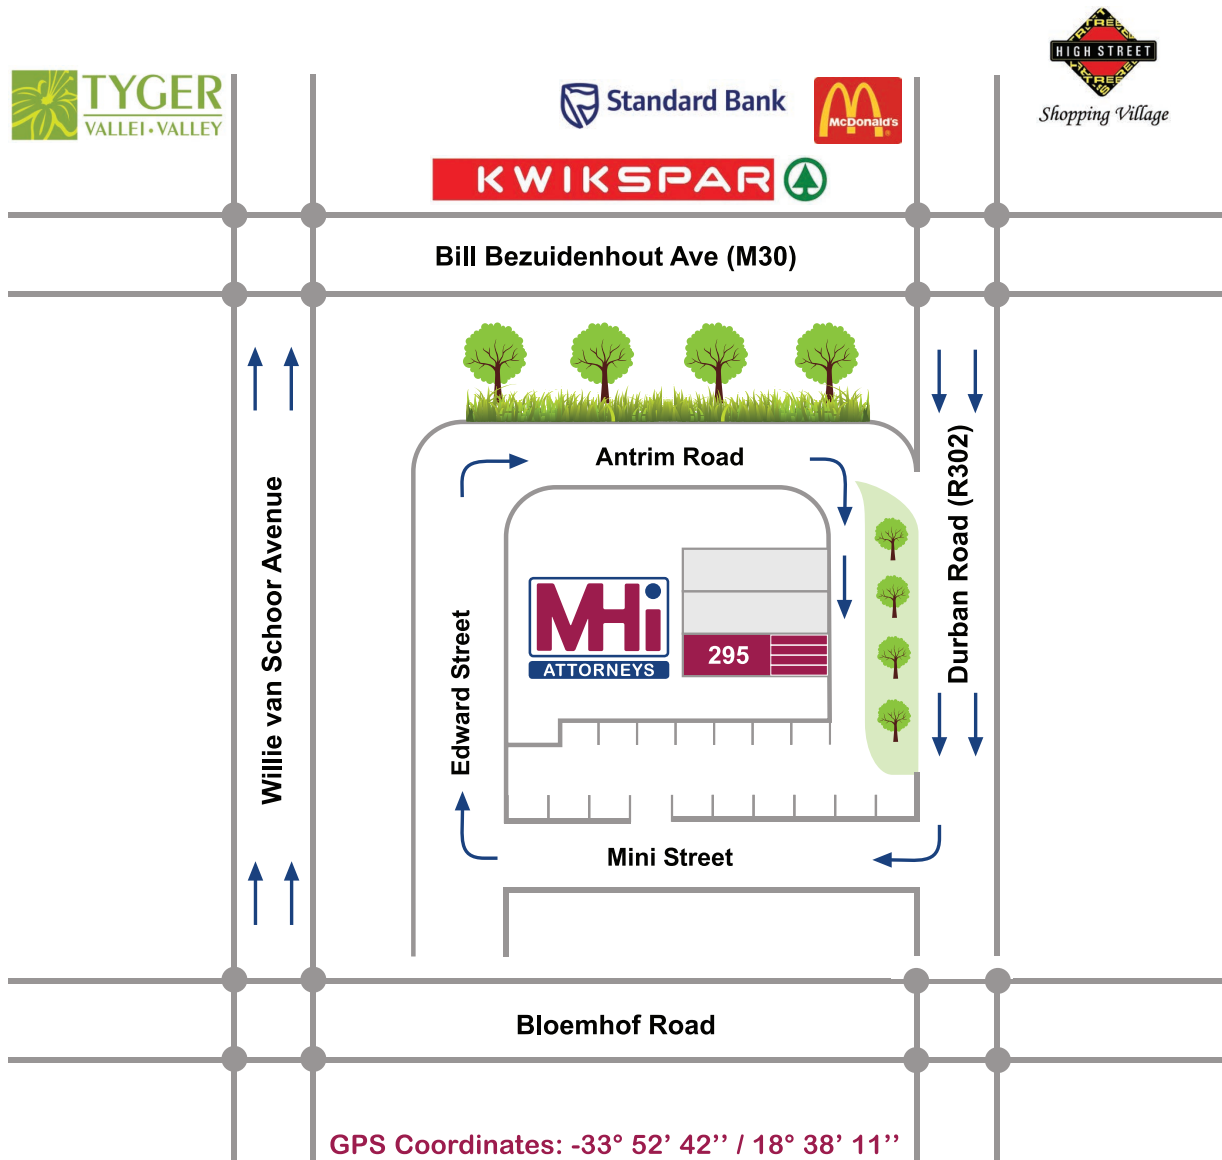 HIGH STREET
Shopping Village
TYGER
VALLEI • VALLEY
Standard Bank
McDonald's
KWIKSPAR
Bill Bezuidenhout Ave (M30)
Antrim Road
Willie van Schoor Avenue
Edward Street
MHi
ATTORNEYS
295
Durban Road (R302)
Mini Street
Bloemhof Road
GPS Coordinates: -33° 52' 42'' / 18° 38' 11''